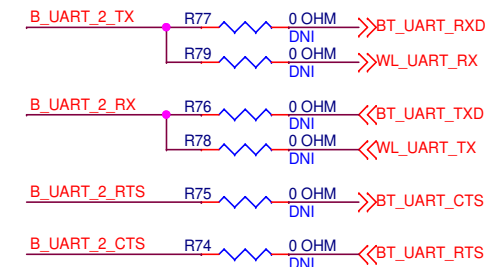 B_UART_2_TX R77 0 OHM BT_UART_RXD
DNI
R79 0 OHM WL_UART_RX
DNI
B_UART_2_RX R76 0 OHM BT_UART_TXD
DNI
R78 0 OHM WL_UART_TX
DNI
B_UART_2_RTS R75 0 OHM BT_UART_CTS
DNI
B_UART_2_CTS R74 0 OHM BT_UART_RTS
DNI